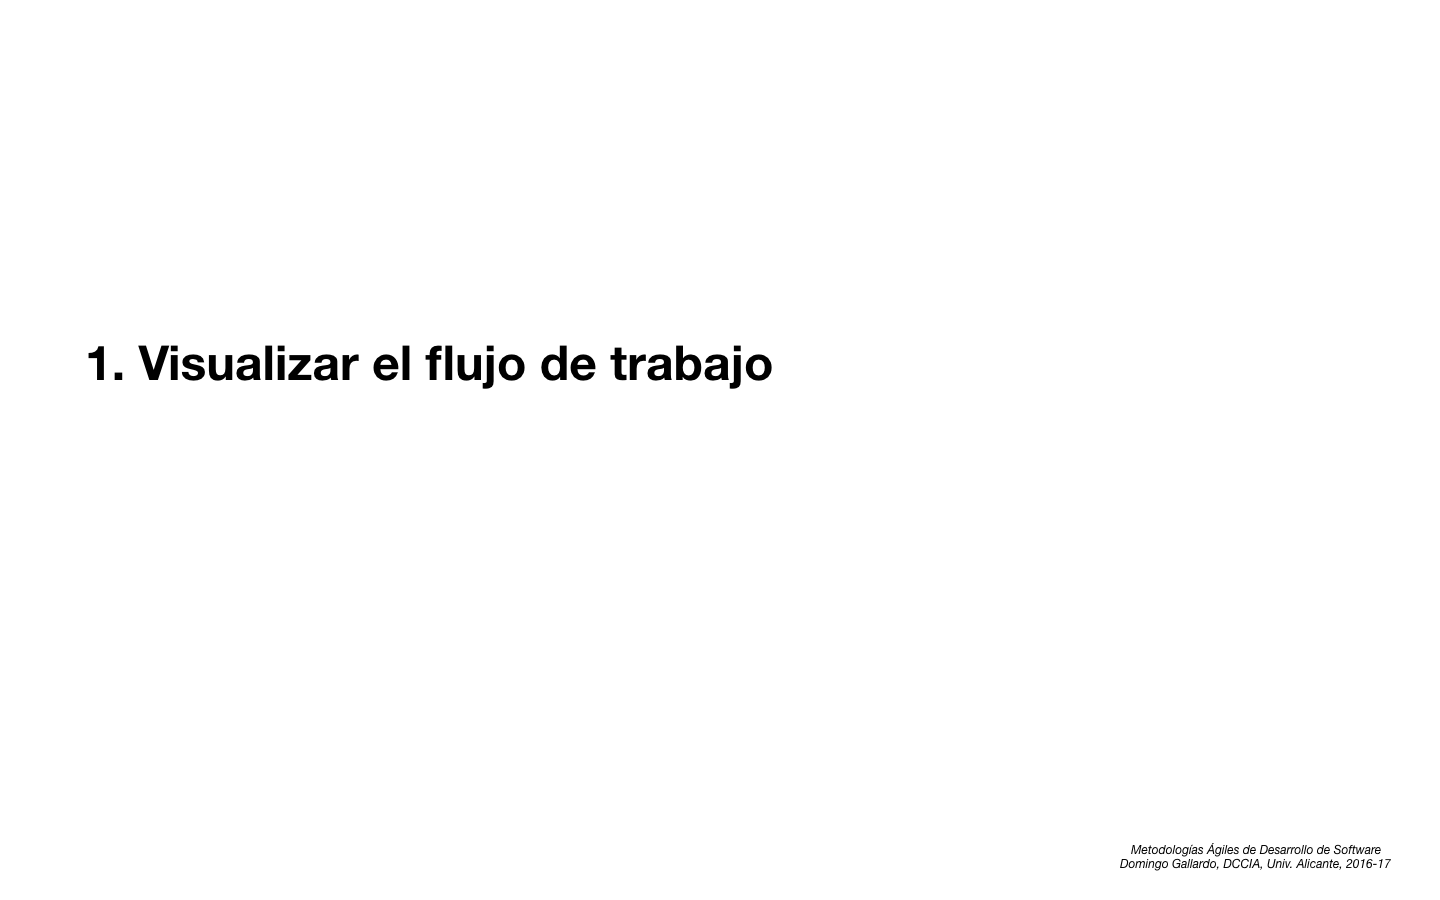 1. Visualizar el flujo de trabajo
Metodologías Ágiles de Desarrollo de Software
Domingo Gallardo, DCCIA, Univ. Alicante, 2016-17